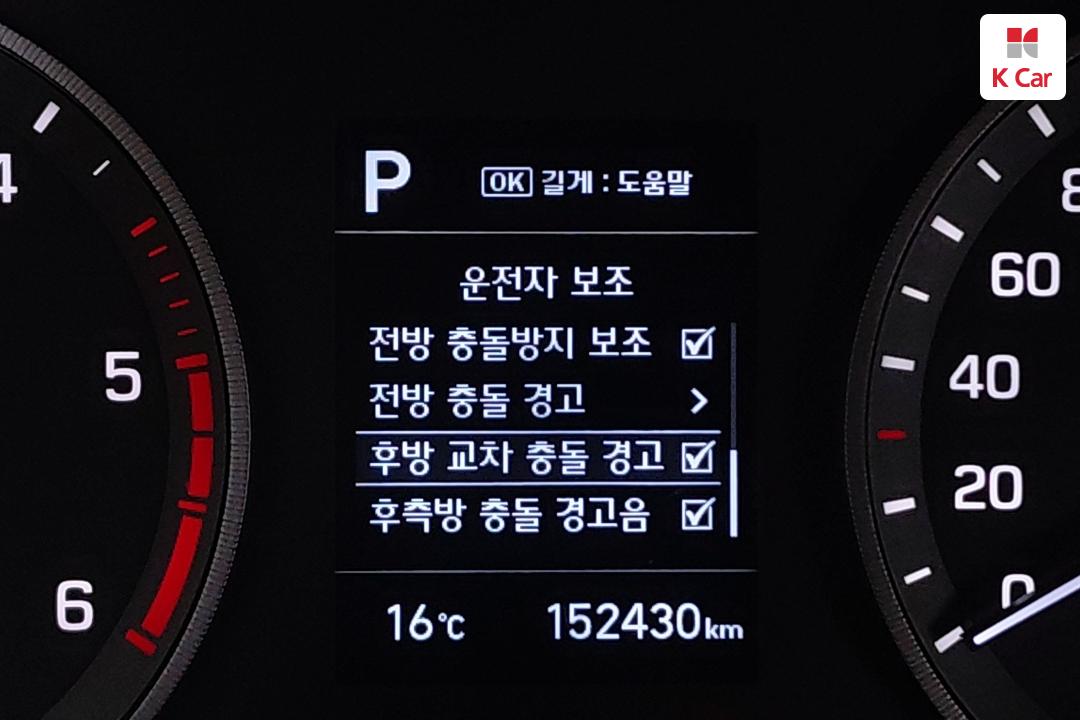 K Car
P
OK 길게 : 도움말
운전자 보조
전방 충돌방지 보조
전방 충돌 경고 >
후방 교차 충돌 경고
후측방 충돌 경고음
16°C 152430km
4
5
6
8
60
40
20
0